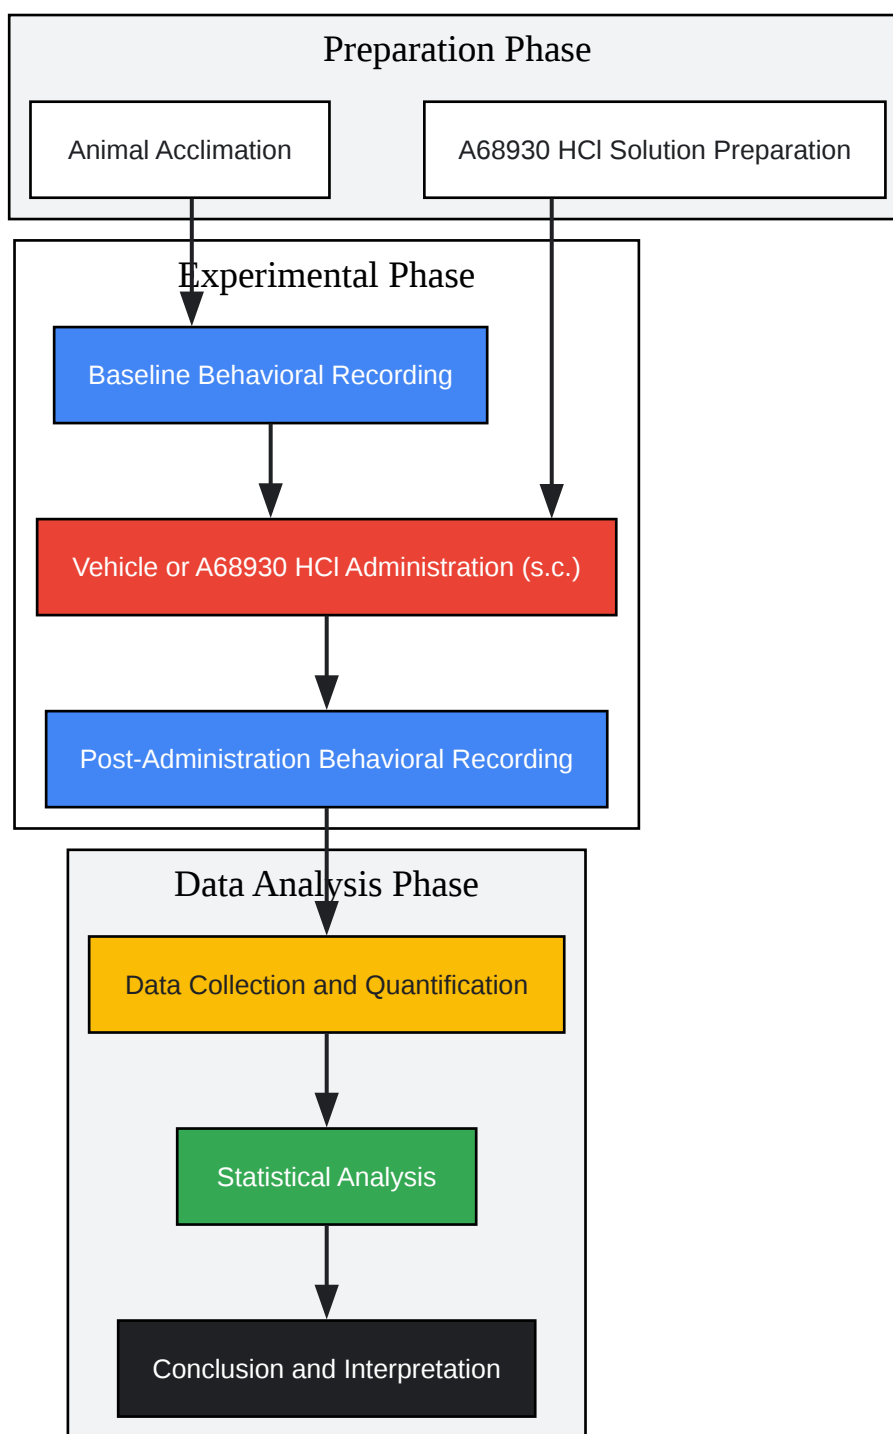 Preparation Phase
Animal Acclimation
A68930 HCl Solution Preparation
Experimental Phase
Baseline Behavioral Recording
Vehicle or A68930 HCl Administration (s.c.)
Post-Administration Behavioral Recording
Data Analysis Phase
Data Collection and Quantification
Statistical Analysis
Conclusion and Interpretation